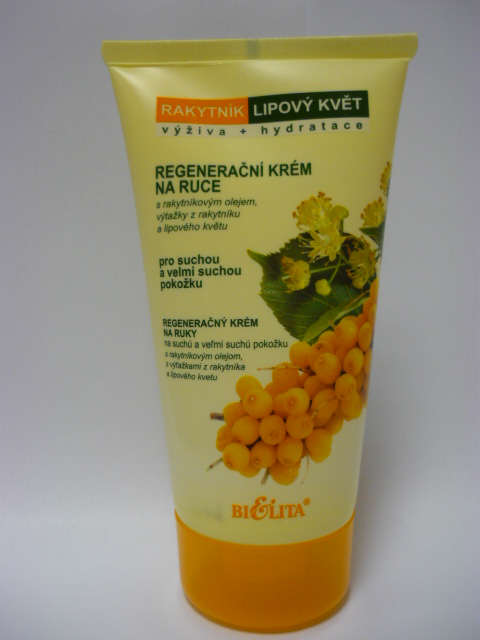 RAKYTNÍK LIPOVÝ KVĚT
výživa + hydratace
REGENERAČNÍ KRÉM
NA RUCE
s rakytníkovým olejem,
výtažky z rakytníku
a lipového květu
pro suchou
a velmi suchou
pokožku
REGENERAČNÝ KRÉM
NA RUKY
na suchú a veľmi suchú pokožku
s rakytníkovým olejom,
s výťažkami z rakytníka
a lipového kvetu
BIELITA®